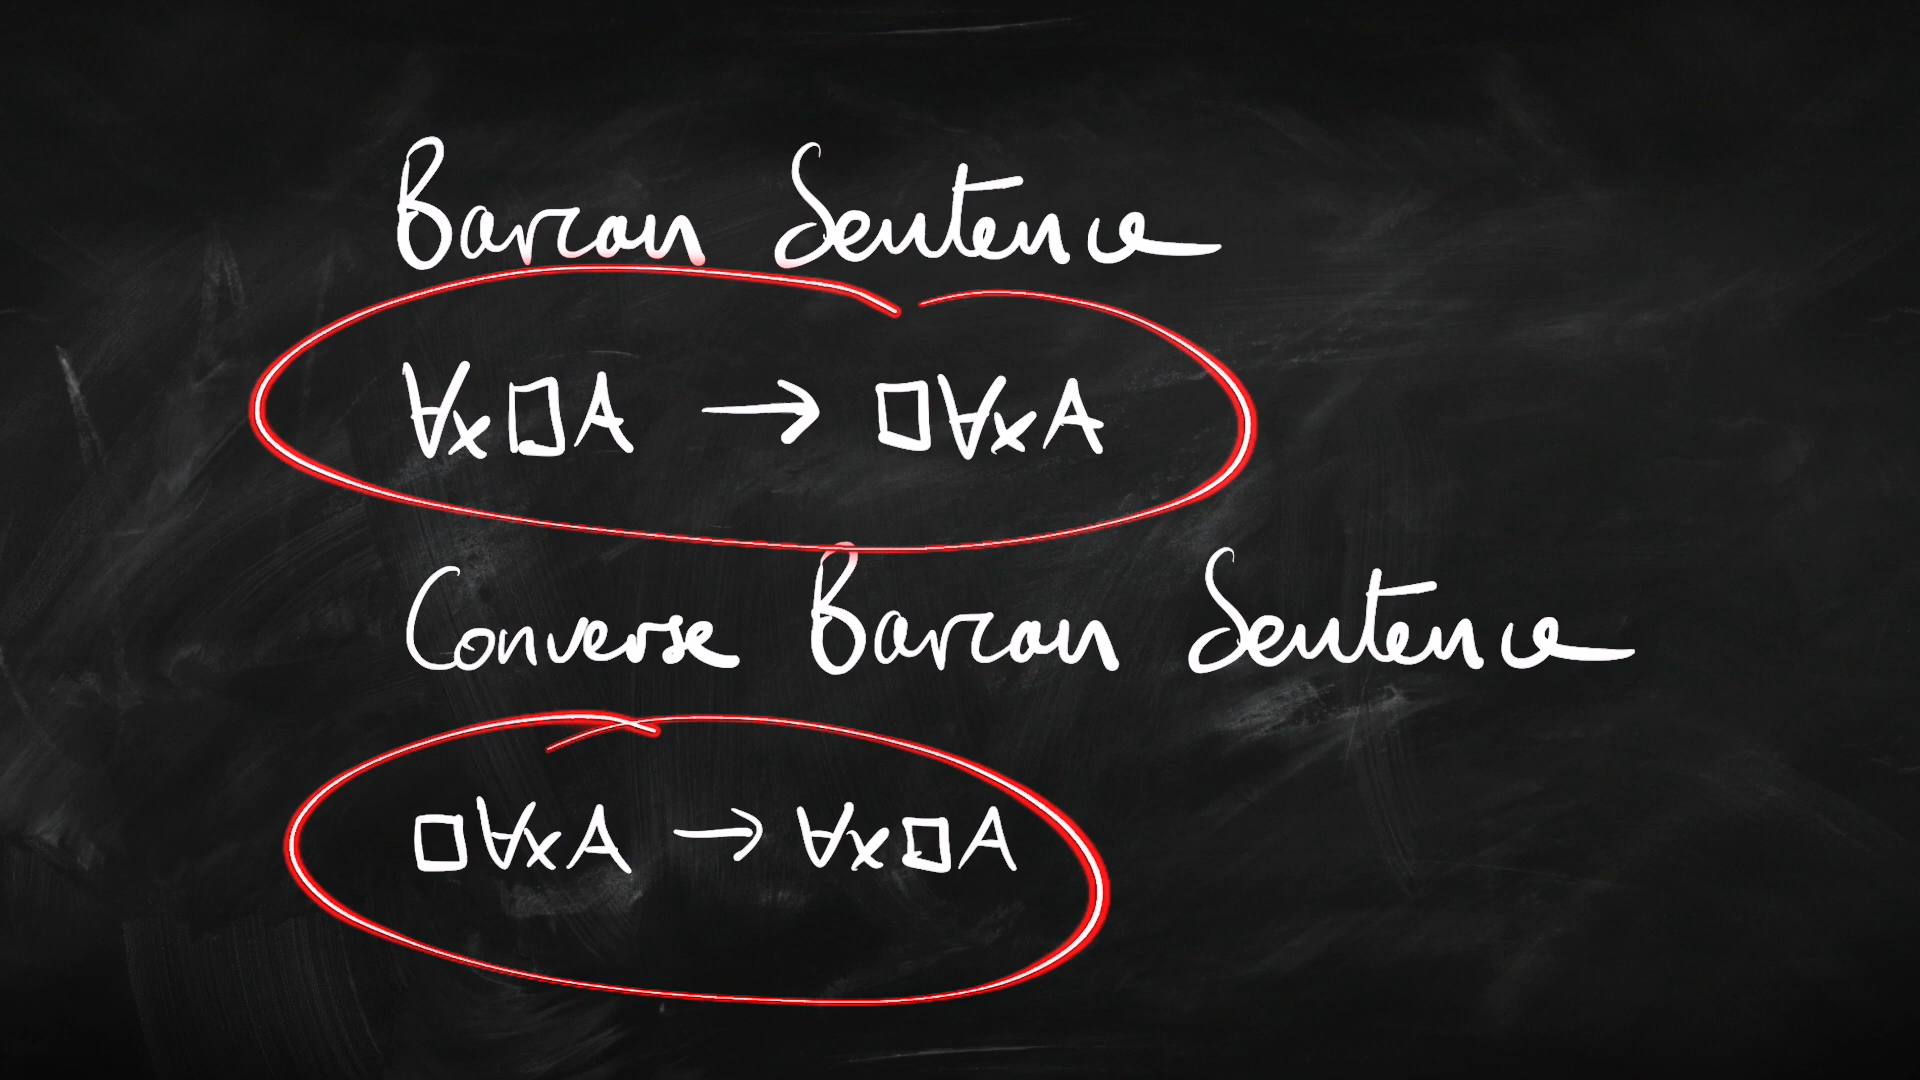 Barcan Sentence
∀x□A → □∀xA
Converse Barcan Sentence
□∀xA → ∀x□A